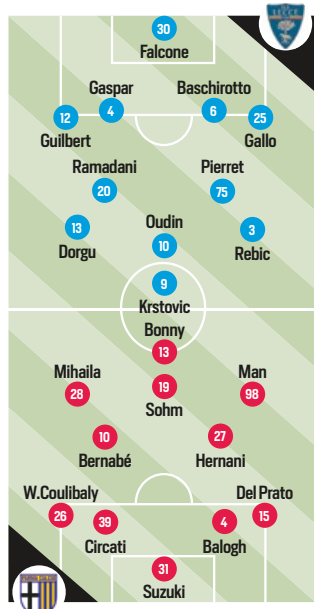 30
Falcone
Gaspar Baschirotto
12 4 6 25
Guilbert Gallo
Ramadani Pierret
20 75
13 Oudin 3
Dorgu 10 Rebic
9
Krstovic
Bonny
13
Mihaila 19 Man
28 Sohm 98
10 27
Bernabé Hernani
W.Coulibaly Del Prato
26 39 4 15
Circati Balogh
31
Suzuki